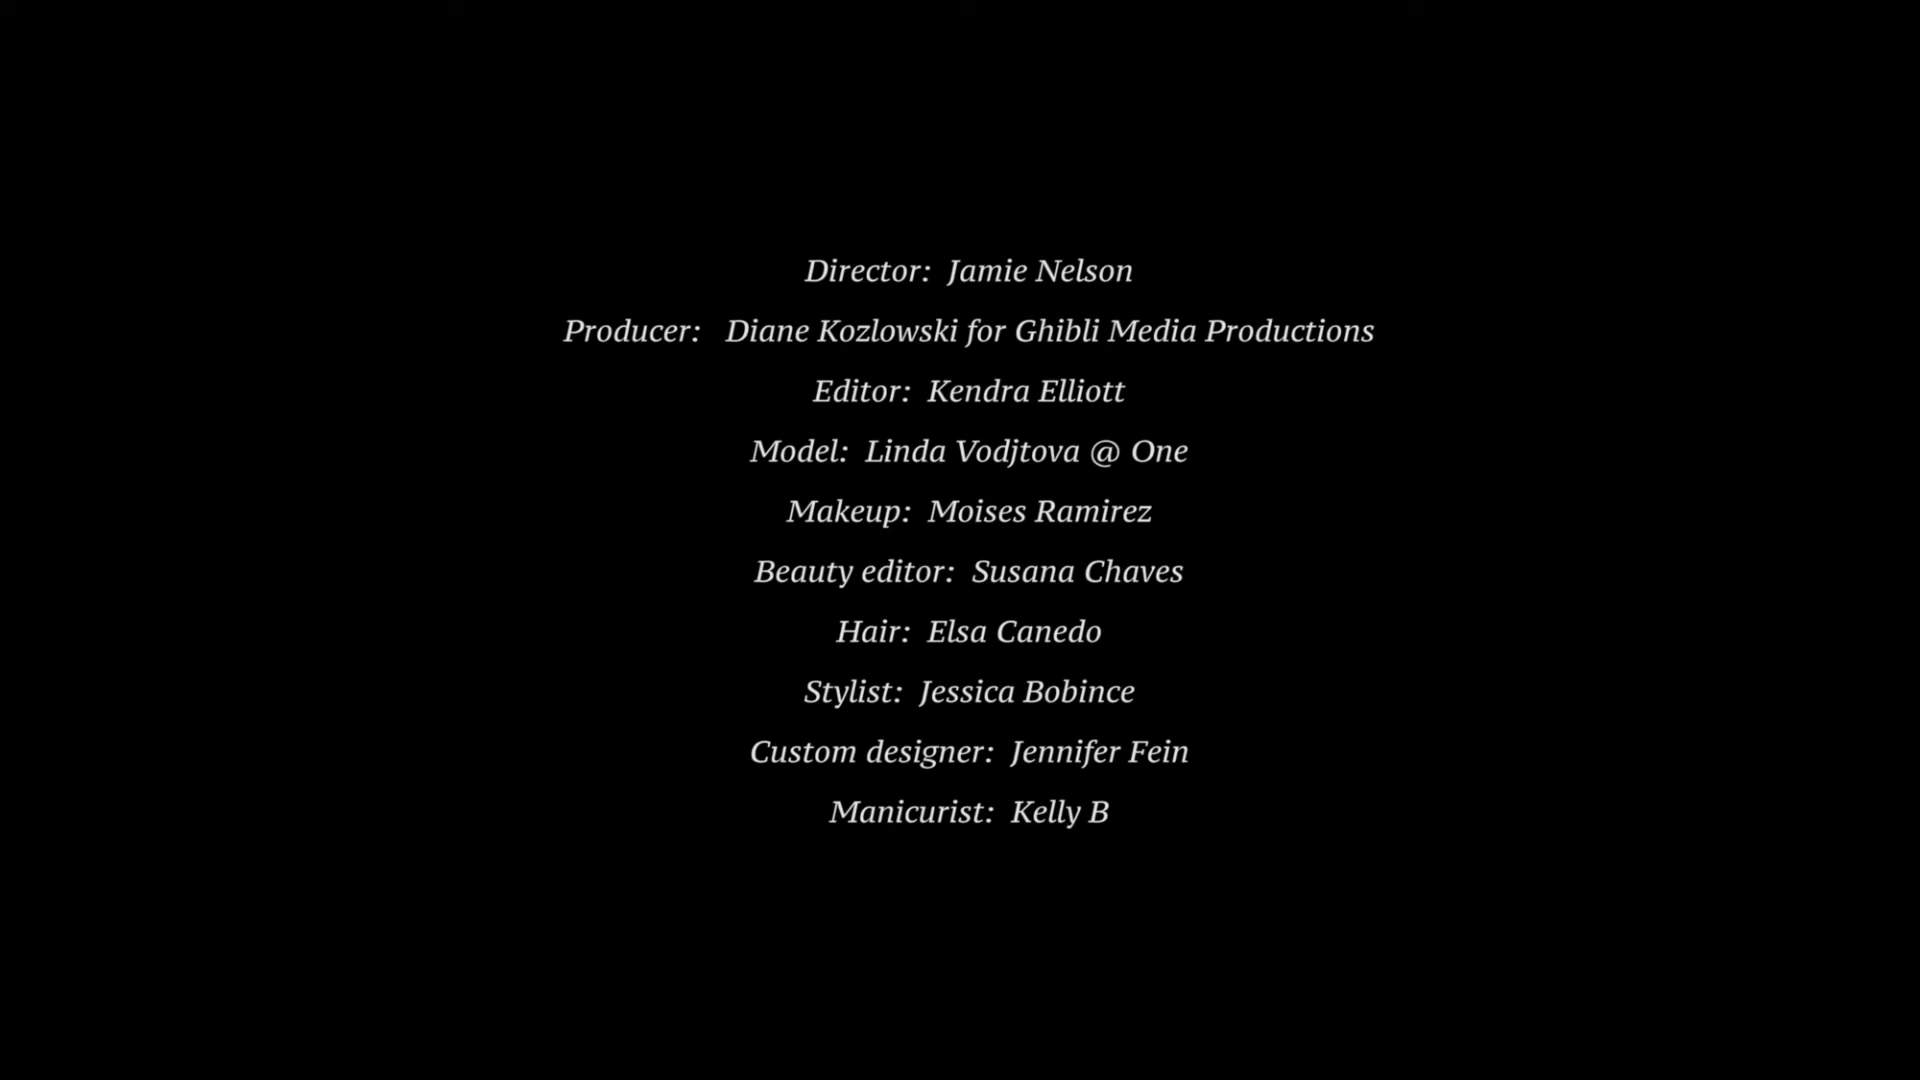 Director: Jamie Nelson
Producer: Diane Kozlowski for Ghibli Media Productions
Editor: Kendra Elliott
Model: Linda Vodjtova @ One
Makeup: Moises Ramirez
Beauty editor: Susana Chaves
Hair: Elsa Canedo
Stylist: Jessica Bobince
Custom designer: Jennifer Fein
Manicurist: Kelly B